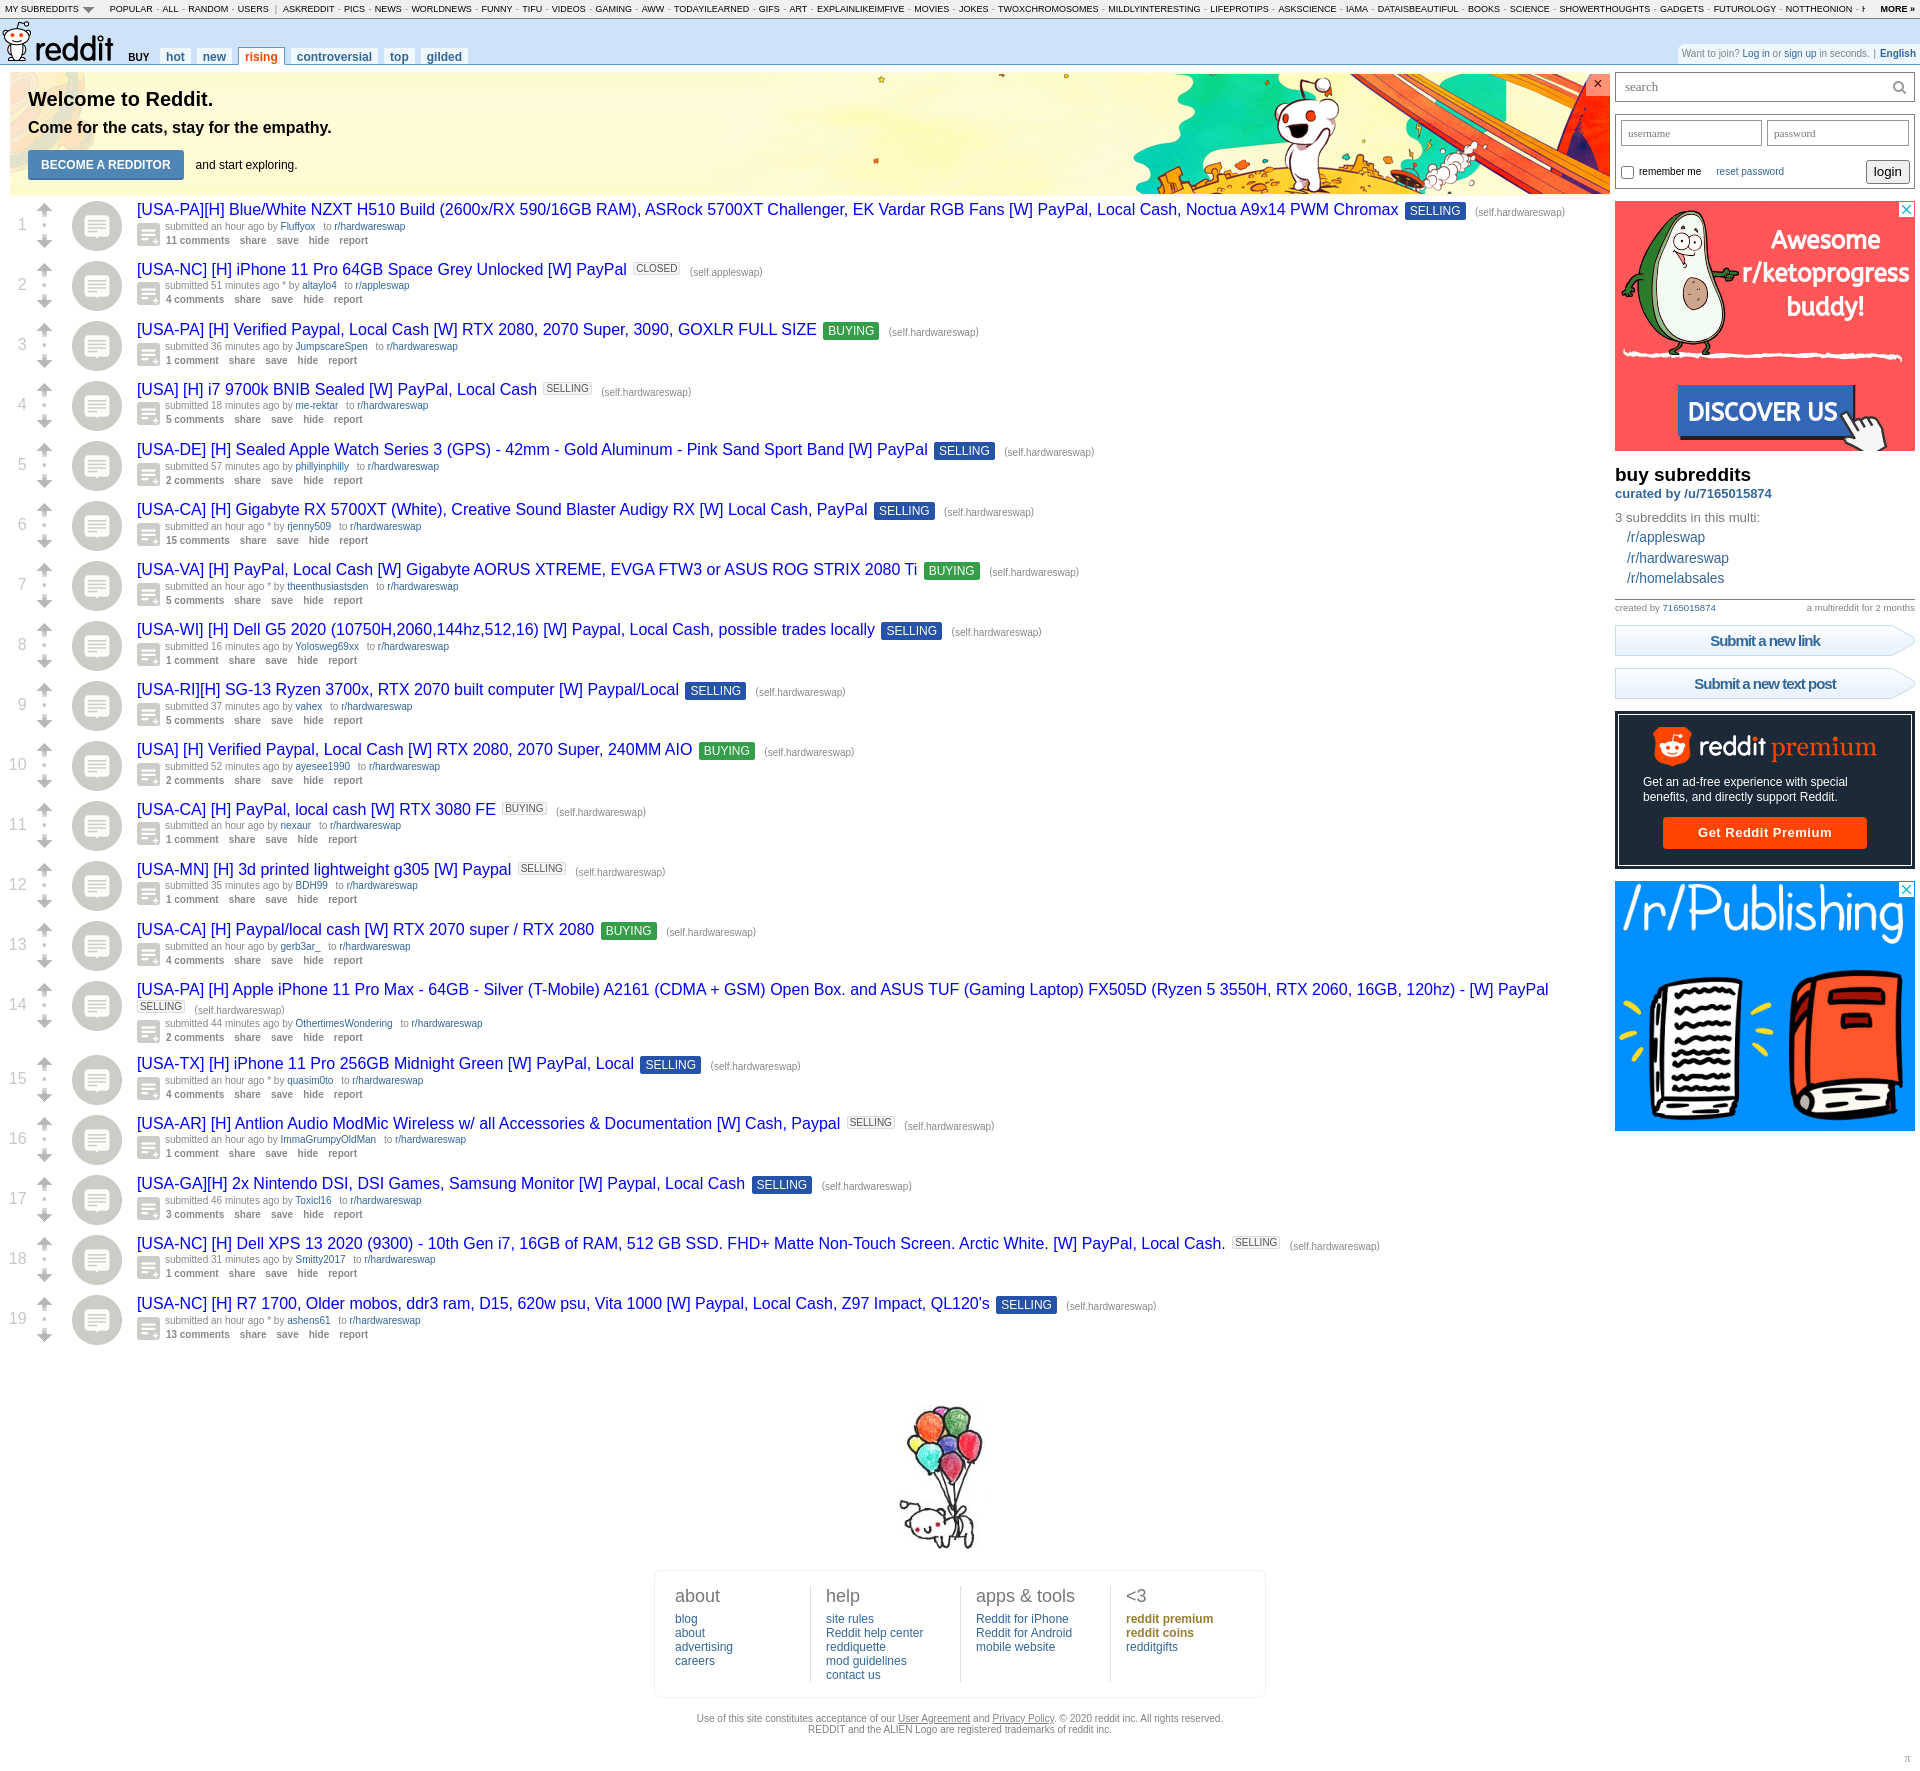 MY SUBREDDITS POPULAR - ALL - RANDOM - USERS | ASKREDDIT - PICS - NEWS - WORLDNEWS - FUNNY - TIFU - VIDEOS - GAMING - AWW - TODAYILEARNED - GIFS - ART - EXPLAINLIKEIMFIVE - MOVIES - JOKES - TWOXCHROMOSOMES - MILDLYINTERESTING - LIFEPROTIPS - ASKSCIENCE - IAMA - DATAISBEAUTIFUL - BOOKS - SCIENCE - SHOWERTHOUGHTS - GADGETS - FUTUROLOGY - NOTTHEONION - MORE »
reddit BUY hot new rising controversial top gilded
Want to join? Log in or sign up in seconds. | English
Welcome to Reddit.
Come for the cats, stay for the empathy.
BECOME A REDDITOR and start exploring.
×
1
[USA-PA][H] Blue/White NZXT H510 Build (2600x/RX 590/16GB RAM), ASRock 5700XT Challenger, EK Vardar RGB Fans [W] PayPal, Local Cash, Noctua A9x14 PWM Chromax SELLING (self.hardwareswap)
submitted an hour ago by Fluffyox to r/hardwareswap
11 comments share save hide report
2
[USA-NC] [H] iPhone 11 Pro 64GB Space Grey Unlocked [W] PayPal CLOSED (self.appleswap)
submitted 51 minutes ago * by altaylo4 to r/appleswap
4 comments share save hide report
3
[USA-PA] [H] Verified Paypal, Local Cash [W] RTX 2080, 2070 Super, 3090, GOXLR FULL SIZE BUYING (self.hardwareswap)
submitted 36 minutes ago by JumpscareSpen to r/hardwareswap
1 comment share save hide report
4
[USA] [H] i7 9700k BNIB Sealed [W] PayPal, Local Cash SELLING (self.hardwareswap)
submitted 18 minutes ago by me-rektar to r/hardwareswap
5 comments share save hide report
5
[USA-DE] [H] Sealed Apple Watch Series 3 (GPS) - 42mm - Gold Aluminum - Pink Sand Sport Band [W] PayPal SELLING (self.hardwareswap)
submitted 57 minutes ago by phillyinphilly to r/hardwareswap
2 comments share save hide report
6
[USA-CA] [H] Gigabyte RX 5700XT (White), Creative Sound Blaster Audigy RX [W] Local Cash, PayPal SELLING (self.hardwareswap)
submitted an hour ago * by rjenny509 to r/hardwareswap
15 comments share save hide report
7
[USA-VA] [H] PayPal, Local Cash [W] Gigabyte AORUS XTREME, EVGA FTW3 or ASUS ROG STRIX 2080 Ti BUYING (self.hardwareswap)
submitted an hour ago * by theenthusiastsden to r/hardwareswap
5 comments share save hide report
8
[USA-WI] [H] Dell G5 2020 (10750H,2060,144hz,512,16) [W] Paypal, Local Cash, possible trades locally SELLING (self.hardwareswap)
submitted 16 minutes ago by Yolosweg69xx to r/hardwareswap
1 comment share save hide report
9
[USA-RI][H] SG-13 Ryzen 3700x, RTX 2070 built computer [W] Paypal/Local SELLING (self.hardwareswap)
submitted 37 minutes ago by vahex to r/hardwareswap
5 comments share save hide report
10
[USA] [H] Verified Paypal, Local Cash [W] RTX 2080, 2070 Super, 240MM AIO BUYING (self.hardwareswap)
submitted 52 minutes ago by ayesee1990 to r/hardwareswap
2 comments share save hide report
11
[USA-CA] [H] PayPal, local cash [W] RTX 3080 FE BUYING (self.hardwareswap)
submitted an hour ago by nexaur to r/hardwareswap
1 comment share save hide report
12
[USA-MN] [H] 3d printed lightweight g305 [W] Paypal SELLING (self.hardwareswap)
submitted 35 minutes ago by BDH99 to r/hardwareswap
1 comment share save hide report
13
[USA-CA] [H] Paypal/local cash [W] RTX 2070 super / RTX 2080 BUYING (self.hardwareswap)
submitted an hour ago by gerb3ar_ to r/hardwareswap
4 comments share save hide report
14
[USA-PA] [H] Apple iPhone 11 Pro Max - 64GB - Silver (T-Mobile) A2161 (CDMA + GSM) Open Box. and ASUS TUF (Gaming Laptop) FX505D (Ryzen 5 3550H, RTX 2060, 16GB, 120hz) - [W] PayPal
SELLING (self.hardwareswap)
submitted 44 minutes ago by OthertimesWondering to r/hardwareswap
2 comments share save hide report
15
[USA-TX] [H] iPhone 11 Pro 256GB Midnight Green [W] PayPal, Local SELLING (self.hardwareswap)
submitted an hour ago * by quasim0to to r/hardwareswap
4 comments share save hide report
16
[USA-AR] [H] Antlion Audio ModMic Wireless w/ all Accessories & Documentation [W] Cash, Paypal SELLING (self.hardwareswap)
submitted an hour ago by ImmaGrumpyOldMan to r/hardwareswap
1 comment share save hide report
17
[USA-GA][H] 2x Nintendo DSI, DSI Games, Samsung Monitor [W] Paypal, Local Cash SELLING (self.hardwareswap)
submitted 46 minutes ago by Toxicl16 to r/hardwareswap
3 comments share save hide report
18
[USA-NC] [H] Dell XPS 13 2020 (9300) - 10th Gen i7, 16GB of RAM, 512 GB SSD. FHD+ Matte Non-Touch Screen. Arctic White. [W] PayPal, Local Cash. SELLING (self.hardwareswap)
submitted 31 minutes ago by Smitty2017 to r/hardwareswap
1 comment share save hide report
19
[USA-NC] [H] R7 1700, Older mobos, ddr3 ram, D15, 620w psu, Vita 1000 [W] Paypal, Local Cash, Z97 Impact, QL120's SELLING (self.hardwareswap)
submitted an hour ago * by ashens61 to r/hardwareswap
13 comments share save hide report
search
username password
remember me reset password login
Awesome
r/ketoprogress
buddy!
DISCOVER US
buy subreddits
curated by /u/7165015874
3 subreddits in this multi:
/r/appleswap
/r/hardwareswap
/r/homelabsales
created by 7165015874 a multireddit for 2 months
Submit a new link
Submit a new text post
reddit premium
Get an ad-free experience with special
benefits, and directly support Reddit.
Get Reddit Premium
/r/Publishing
about
blog
about
advertising
careers
help
site rules
Reddit help center
reddiquette
mod guidelines
contact us
apps & tools
Reddit for iPhone
Reddit for Android
mobile website
<3
reddit premium
reddit coins
redditgifts
Use of this site constitutes acceptance of our User Agreement and Privacy Policy. © 2020 reddit inc. All rights reserved.
REDDIT and the ALIEN Logo are registered trademarks of reddit inc.
π